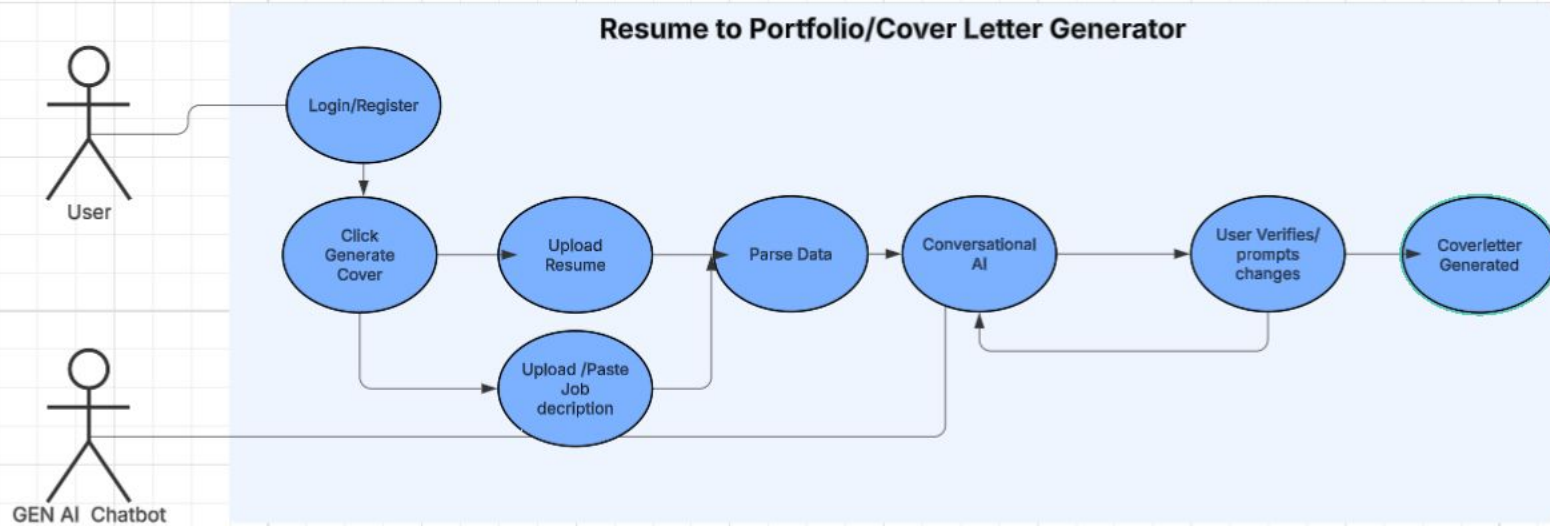 Resume to Portfolio/Cover Letter Generator
Login/Register
User
Click
Generate
Cover
Upload
Resume
Parse Data
Conversational
AI
User Verifies/
prompts
changes
Coverletter
Generated
Upload /Paste
Job
decription
GEN AI  Chatbot